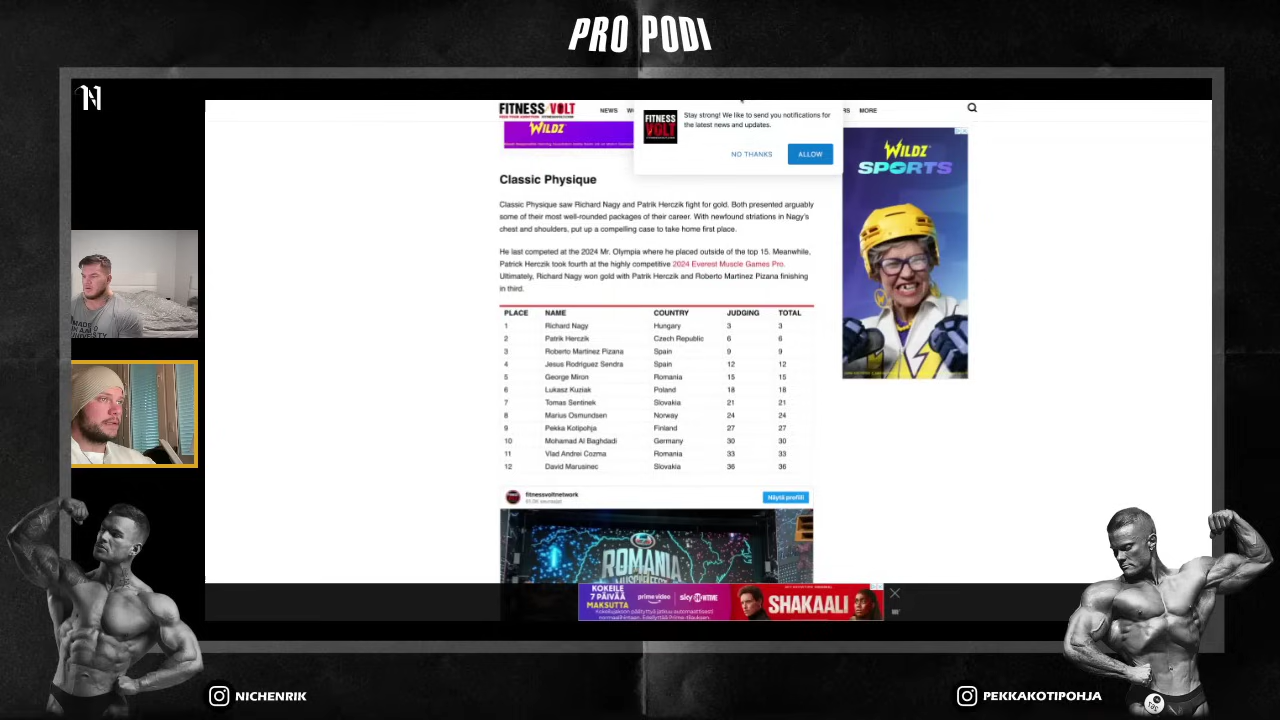 PRO PODI
N
FITNESS VOLT
NEWS
MORE
FITNESS VOLT
Stay strong! We like to send you notifications for
the latest news and updates.
NO THANKS
ALLOW
WILDZ
WILDZ
SPORTS
Classic Physique
Classic Physique saw Richard Nagy and Patrik Herczik fight for gold. Both presented arguably
some of their most well-rounded packages of their career. With newfound striations in Nagy's
chest and shoulders, put up a compelling case to take home first place.
He last competed at the 2024 Mr. Olympia where he placed outside of the top 15. Meanwhile,
Patrick Herczik took fourth at the highly competitive 2024 Everest Muscle Games Pro.
Ultimately, Richard Nagy won gold with Patrik Herczik and Roberto Martinez Pizana finishing
in third.
PLACE NAME COUNTRY JUDGING TOTAL
1 Richard Nagy Hungary 3 3
2 Patrik Herczik Czech Republic 6 6
3 Roberto Martinez Pizana Spain 9 9
4 Jesus Rodriguez Sendra Spain 12 12
5 George Miron Romania 15 15
6 Lukasz Kuziak Poland 18 18
7 Tomas Sentinek Slovakia 21 21
8 Marius Osmundsen Norway 24 24
9 Pekka Kotipohja Finland 27 27
10 Mohamad Al Baghdadi Germany 30 30
11 Vlad Andrei Cozma Romania 33 33
12 David Marusinec Slovakia 36 36
fitnessvoltnetwork
Näytä profiili
ROMANIA
KOKEILE
7 PÄIVÄÄ
MAKSUTTA
prime video
sky SHOWTIME
SHAKAALI
NICHENRIK
PEKKAKOTIPOHJA